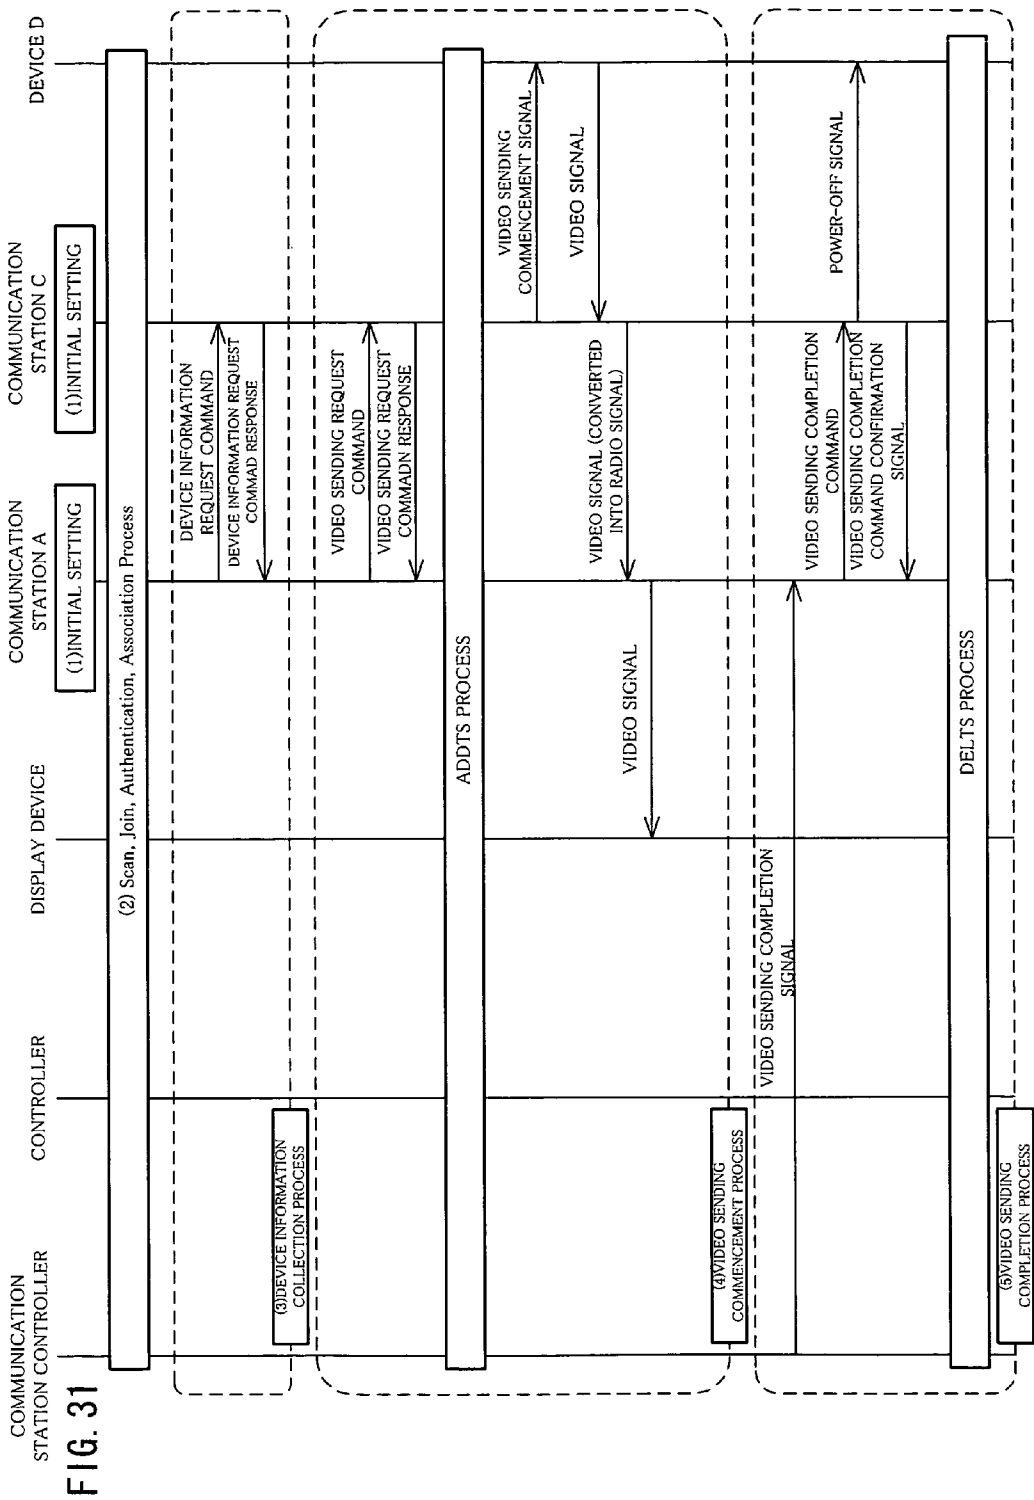 FIG. 31
COMMUNICATION
STATION CONTROLLER
CONTROLLER
DISPLAY DEVICE
COMMUNICATION
STATION A
COMMUNICATION
STATION C
DEVICE D
(1)INITIAL SETTING
(1)INITIAL SETTING
(2) Scan, Join, Authentication, Association Process
DEVICE INFORMATION
REQUEST COMMAND
DEVICE INFORMATION REQUEST
COMMAD RESPONSE
(3)DEVICE INFORMATION
COLLECTION PROCESS
VIDEO SENDING REQUEST
COMMAND
VIDEO SENDING REQUEST
COMMADN RESPONSE
ADDTS PROCESS
VIDEO SENDING
COMMENCEMENT SIGNAL
VIDEO SIGNAL
VIDEO SIGNAL (CONVERTED
INTO RADIO SIGNAL)
VIDEO SIGNAL
(4)VIDEO SENDING
COMMENCEMENT PROCESS
VIDEO SENDING COMPLETION
SIGNAL
VIDEO SENDING COMPLETION
COMMAND
POWER-OFF SIGNAL
VIDEO SENDING COMPLETION
COMMAND CONFIRMATION
SIGNAL
DELTS PROCESS
(5)VIDEO SENDING
COMPLETION PROCESS